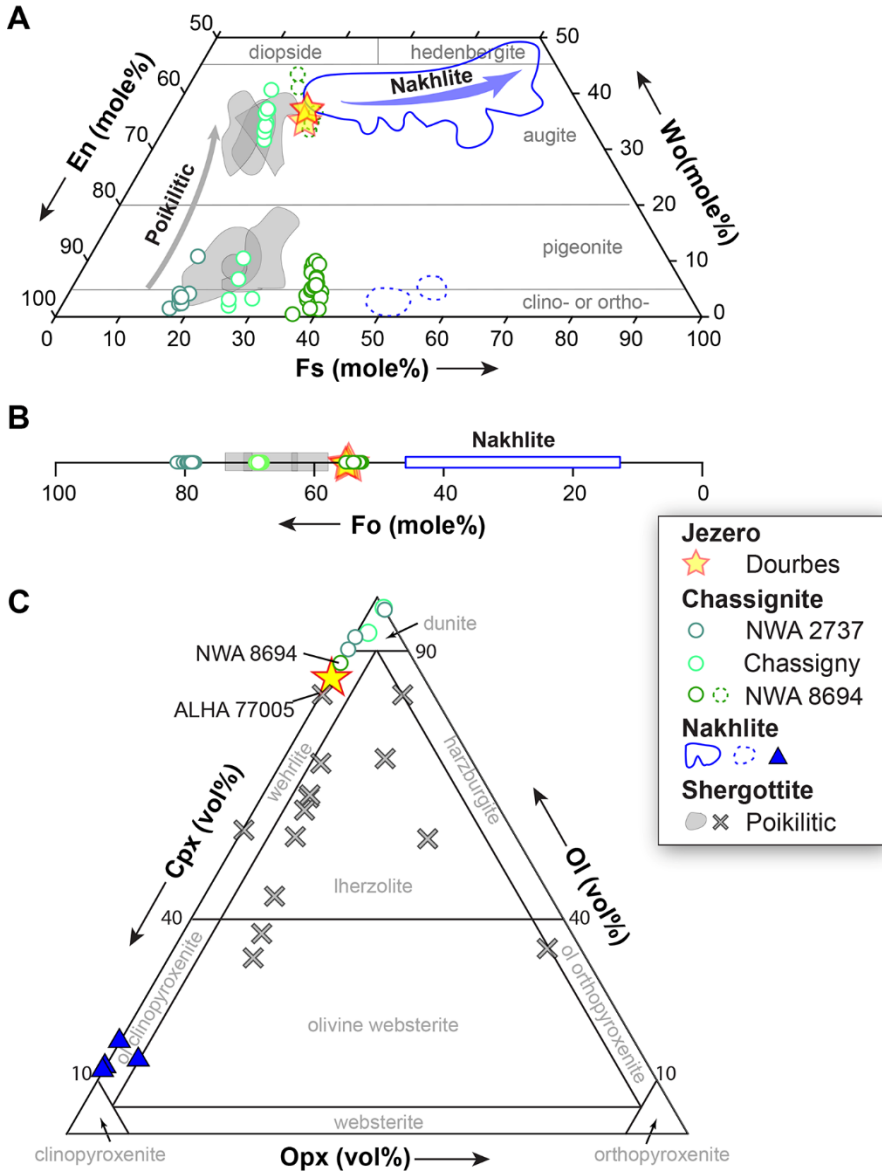 A
50
50
diopside
hedenbergite
60
Nakhlite
40
En (mole%)
Wo(mole%)
70
augite
30
80
20
Poikilitic
pigeonite
90
10
100
clino- or ortho-
0
0
10
20
30
40
50
60
70
80
90
100
Fs (mole%)
B
Nakhlite
100
80
60
40
20
0
Fo (mole%)
Jezero
Dourbes
Chassignite
NWA 2737
Chassigny
NWA 8694
Nakhlite
Shergottite
Poikilitic
C
dunite
NWA 8694
90
ALHA 77005
wehrlite
harzburgite
Cpx (vol%)
Ol (vol%)
lherzolite
40
40
ol clinopyroxenite
ol orthopyroxenite
olivine websterite
10
10
websterite
clinopyroxenite
Opx (vol%)
orthopyroxenite